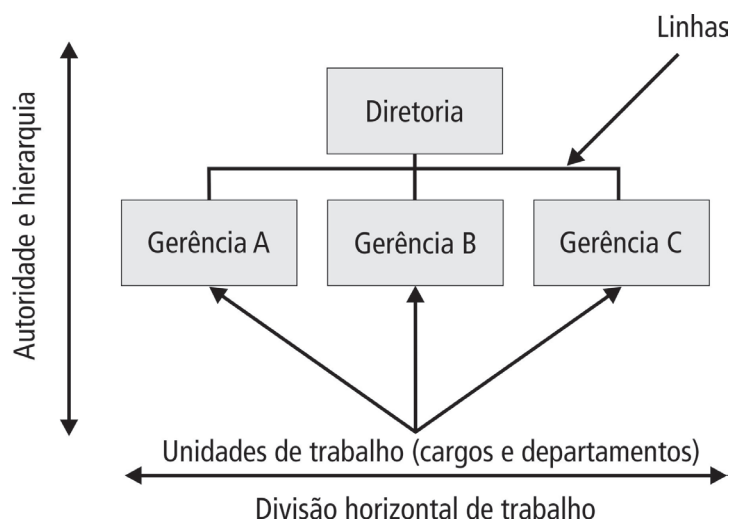 Linhas
Diretoria
Autoridade e hierarquia
Gerência A
Gerência B
Gerência C
Unidades de trabalho (cargos e departamentos)
Divisão horizontal de trabalho